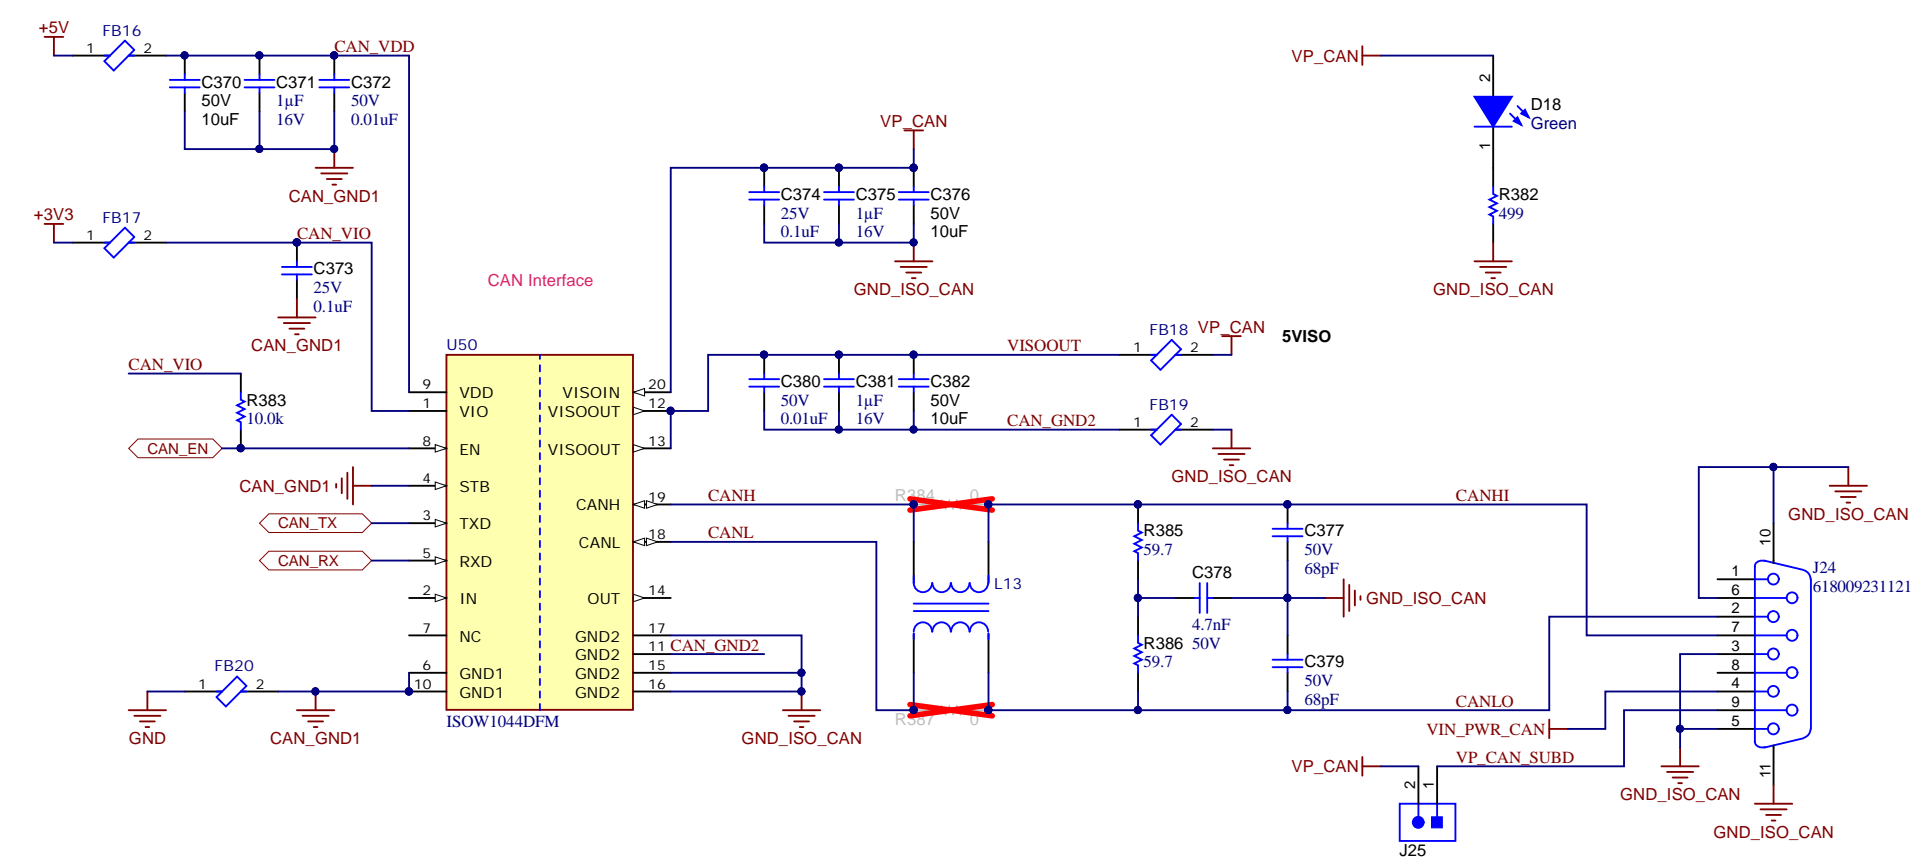 +5V
FB16
1
2
CAN_VDD
C370
50V
10uF
C371
1µF
16V
C372
50V
0.01uF
CAN_GND1
+3V3
FB17
1
2
CAN_VIO
C373
25V
0.1uF
CAN_GND1
CAN Interface
VP_CAN
C374
25V
0.1uF
C375
1µF
16V
C376
50V
10uF
GND_ISO_CAN
VP_CAN
2
D18
Green
1
R382
499
GND_ISO_CAN
CAN_VIO
R383
10.0k
CAN_EN
CAN_GND1
CAN_TX
CAN_RX
U50
9 VDD
1 VIO
8 EN
4 STB
3 TXD
5 RXD
2 IN
7 NC
6 GND1
10 GND1
VISOIN 20
VISOOUT 12
VISOOUT 13
CANH 19
CANL 18
OUT 14
GND2 17
GND2 11
GND2 15
GND2 16
ISOW1044DFM
CAN_GND2
GND_ISO_CAN
FB20
1
2
GND
CAN_GND1
VISOOUT
FB18
1
2
VP_CAN
5VISO
C380
50V
0.01uF
C381
1µF
16V
C382
50V
10uF
CAN_GND2
FB19
1
2
GND_ISO_CAN
CANH
R384
0
CANL
L13
R387
0
CANHI
R385
59.7
C377
50V
68pF
C378
4.7nF
50V
GND_ISO_CAN
R386
59.7
C379
50V
68pF
CANLO
GND_ISO_CAN
10
J24
618009231121
1
6
2
7
3
8
4
9
5
11
VIN_PWR_CAN
VP_CAN_SUBD
VP_CAN
2
1
J25
GND_ISO_CAN
GND_ISO_CAN